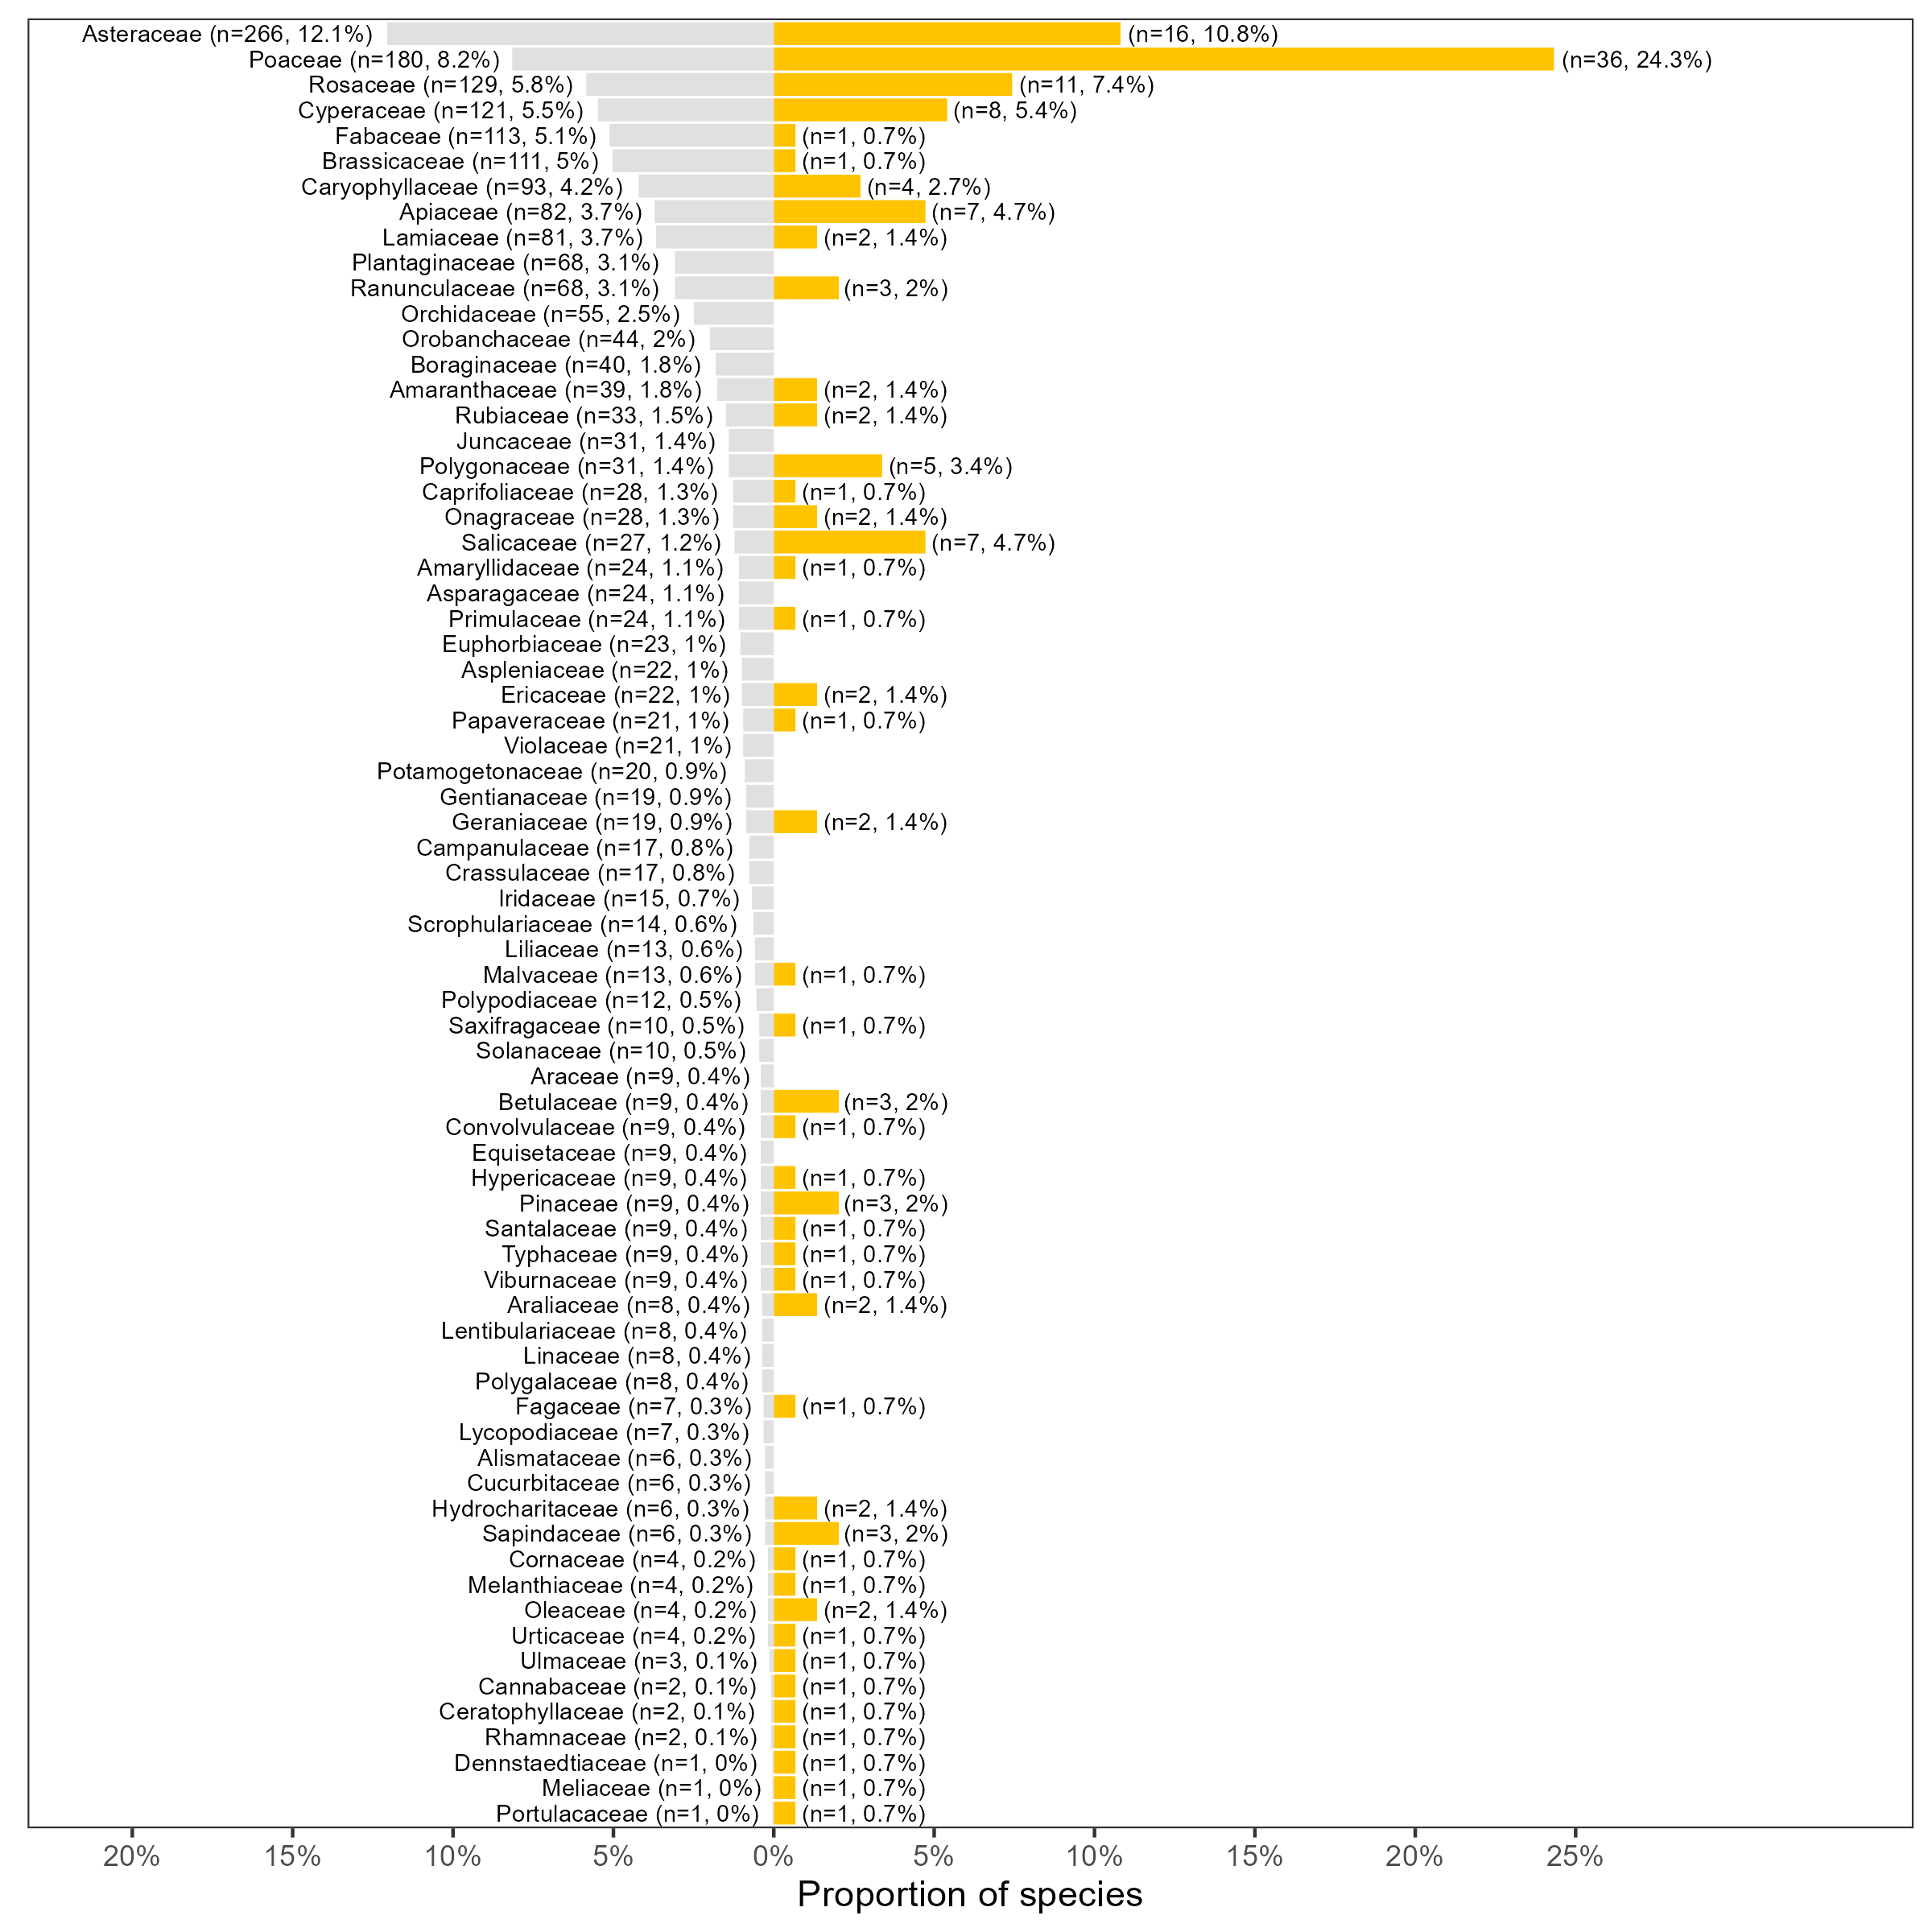 Asteraceae (n=266, 12.1%) (n=16, 10.8%)
Poaceae (n=180, 8.2%) (n=36, 24.3%)
Rosaceae (n=129, 5.8%) (n=11, 7.4%)
Cyperaceae (n=121, 5.5%) (n=8, 5.4%)
Fabaceae (n=113, 5.1%) (n=1, 0.7%)
Brassicaceae (n=111, 5%) (n=1, 0.7%)
Caryophyllaceae (n=93, 4.2%) (n=4, 2.7%)
Apiaceae (n=82, 3.7%) (n=7, 4.7%)
Lamiaceae (n=81, 3.7%) (n=2, 1.4%)
Plantaginaceae (n=68, 3.1%)
Ranunculaceae (n=68, 3.1%) (n=3, 2%)
Orchidaceae (n=55, 2.5%)
Orobanchaceae (n=44, 2%)
Boraginaceae (n=40, 1.8%)
Amaranthaceae (n=39, 1.8%) (n=2, 1.4%)
Rubiaceae (n=33, 1.5%) (n=2, 1.4%)
Juncaceae (n=31, 1.4%)
Polygonaceae (n=31, 1.4%) (n=5, 3.4%)
Caprifoliaceae (n=28, 1.3%) (n=1, 0.7%)
Onagraceae (n=28, 1.3%) (n=2, 1.4%)
Salicaceae (n=27, 1.2%) (n=7, 4.7%)
Amaryllidaceae (n=24, 1.1%) (n=1, 0.7%)
Asparagaceae (n=24, 1.1%)
Primulaceae (n=24, 1.1%) (n=1, 0.7%)
Euphorbiaceae (n=23, 1%)
Aspleniaceae (n=22, 1%)
Ericaceae (n=22, 1%) (n=2, 1.4%)
Papaveraceae (n=21, 1%) (n=1, 0.7%)
Violaceae (n=21, 1%)
Potamogetonaceae (n=20, 0.9%)
Gentianaceae (n=19, 0.9%)
Geraniaceae (n=19, 0.9%) (n=2, 1.4%)
Campanulaceae (n=17, 0.8%)
Crassulaceae (n=17, 0.8%)
Iridaceae (n=15, 0.7%)
Scrophulariaceae (n=14, 0.6%)
Liliaceae (n=13, 0.6%)
Malvaceae (n=13, 0.6%) (n=1, 0.7%)
Polypodiaceae (n=12, 0.5%)
Saxifragaceae (n=10, 0.5%) (n=1, 0.7%)
Solanaceae (n=10, 0.5%)
Araceae (n=9, 0.4%)
Betulaceae (n=9, 0.4%) (n=3, 2%)
Convolvulaceae (n=9, 0.4%) (n=1, 0.7%)
Equisetaceae (n=9, 0.4%)
Hypericaceae (n=9, 0.4%) (n=1, 0.7%)
Pinaceae (n=9, 0.4%) (n=3, 2%)
Santalaceae (n=9, 0.4%) (n=1, 0.7%)
Typhaceae (n=9, 0.4%) (n=1, 0.7%)
Viburnaceae (n=9, 0.4%) (n=1, 0.7%)
Araliaceae (n=8, 0.4%) (n=2, 1.4%)
Lentibulariaceae (n=8, 0.4%)
Linaceae (n=8, 0.4%)
Polygalaceae (n=8, 0.4%)
Fagaceae (n=7, 0.3%) (n=1, 0.7%)
Lycopodiaceae (n=7, 0.3%)
Alismataceae (n=6, 0.3%)
Cucurbitaceae (n=6, 0.3%)
Hydrocharitaceae (n=6, 0.3%) (n=2, 1.4%)
Sapindaceae (n=6, 0.3%) (n=3, 2%)
Cornaceae (n=4, 0.2%) (n=1, 0.7%)
Melanthiaceae (n=4, 0.2%) (n=1, 0.7%)
Oleaceae (n=4, 0.2%) (n=2, 1.4%)
Urticaceae (n=4, 0.2%) (n=1, 0.7%)
Ulmaceae (n=3, 0.1%) (n=1, 0.7%)
Cannabaceae (n=2, 0.1%) (n=1, 0.7%)
Ceratophyllaceae (n=2, 0.1%) (n=1, 0.7%)
Rhamnaceae (n=2, 0.1%) (n=1, 0.7%)
Dennstaedtiaceae (n=1, 0%) (n=1, 0.7%)
Meliaceae (n=1, 0%) (n=1, 0.7%)
Portulacaceae (n=1, 0%) (n=1, 0.7%)
20% 15% 10% 5% 0% 5% 10% 15% 20% 25%
Proportion of species